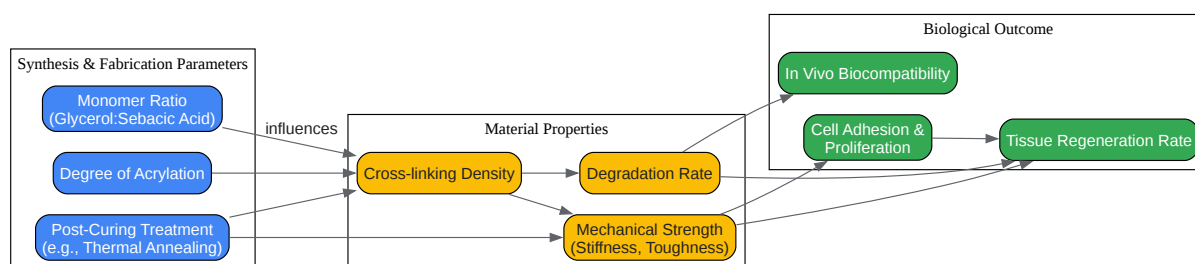 Synthesis & Fabrication Parameters
Monomer Ratio
(Glycerol:Sebacic Acid)
Degree of Acrylation
Post-Curing Treatment
(e.g., Thermal Annealing)
influences
Material Properties
Cross-linking Density
Degradation Rate
Mechanical Strength
(Stiffness, Toughness)
Biological Outcome
In Vivo Biocompatibility
Cell Adhesion &
Proliferation
Tissue Regeneration Rate